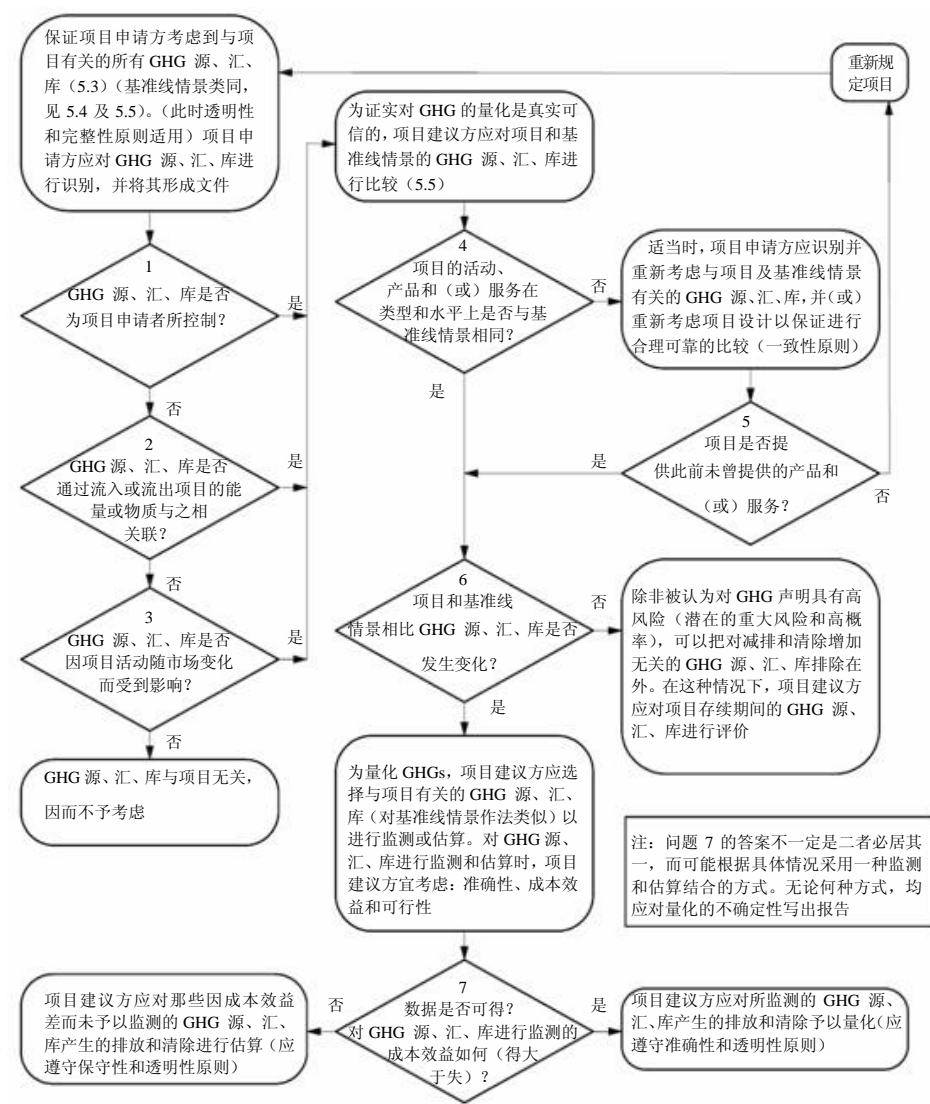 保证项目申请方考虑到与项
目有关的所有 GHG 源、汇、
库（5.3）（基准线情景类同，
见 5.4 及 5.5）。（此时透明性
和完整性原则适用）项目申
请方应对 GHG 源、汇、库进
行识别，并将其形成文件
重新规
定项目
为证实对 GHG 的量化是真实可
信的，项目建议方应对项目和基
准线情景的 GHG 源、汇、库进
行比较（5.5）
1
GHG 源、汇、库是否
为项目申请者所控制？
是
否
4
项目的活动、
产品和（或）服务在
类型和水平上是否与基
准线情景相同？
否
是
适当时，项目申请方应识别并
重新考虑与项目及基准线情景
有关的 GHG 源、汇、库，并（或）
重新考虑项目设计以保证进行
合理可靠的比较（一致性原则）
2
GHG 源、汇、库是否
通过流入或流出项目的能
量或物质与之相
关联？
是
否
5
项目是否提
供此前未曾提供的产品和
（或）服务？
是
否
3
GHG 源、汇、库是否
因项目活动随市场变化
而受到影响？
是
否
6
项目和基准线
情景相比 GHG 源、汇、库是否
发生变化？
否
是
除非被认为对 GHG 声明具有高
风险（潜在的重大风险和高概
率），可以把对减排和清除增加
无关的 GHG 源、汇、库排除在
外。在这种情况下，项目建议方
应对项目存续期间的 GHG 源、
汇、库进行评价
GHG 源、汇、库与项目无关，
因而不予考虑
为量化 GHGs，项目建议方应选
择与项目有关的 GHG 源、汇、
库（对基准线情景作法类似）以
进行监测或估算。对 GHG 源、
汇、库进行监测和估算时，项目
建议方宜考虑：准确性、成本效
益和可行性
注：问题 7 的答案不一定是二者必居其
一，而可能根据具体情况采用一种监测
和估算结合的方式。无论何种方式，均
应对量化的不确定性写出报告
项目建议方应对那些因成本效益
差而未予以监测的 GHG 源、汇、
库产生的排放和清除进行估算（应
遵守保守性和透明性原则）
否
7
数据是否可得？
对 GHG 源、汇、库进行监测的
成本效益如何（得大
于失）？
是
项目建议方应对所监测的 GHG 源、
汇、库产生的排放和清除予以量化（应
遵守准确性和透明性原则）